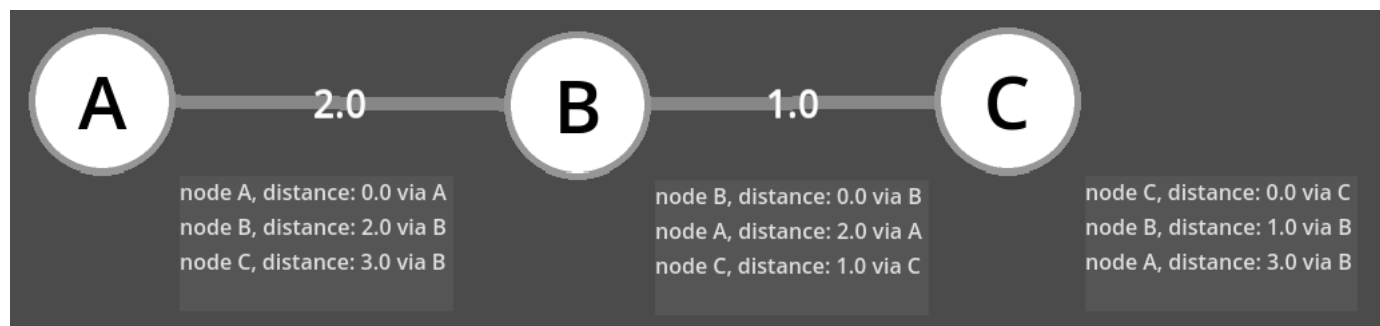 A
2.0
B
1.0
C
node A, distance: 0.0 via A
node B, distance: 2.0 via B
node C, distance: 3.0 via B
node B, distance: 0.0 via B
node A, distance: 2.0 via A
node C, distance: 1.0 via C
node C, distance: 0.0 via C
node B, distance: 1.0 via B
node A, distance: 3.0 via B